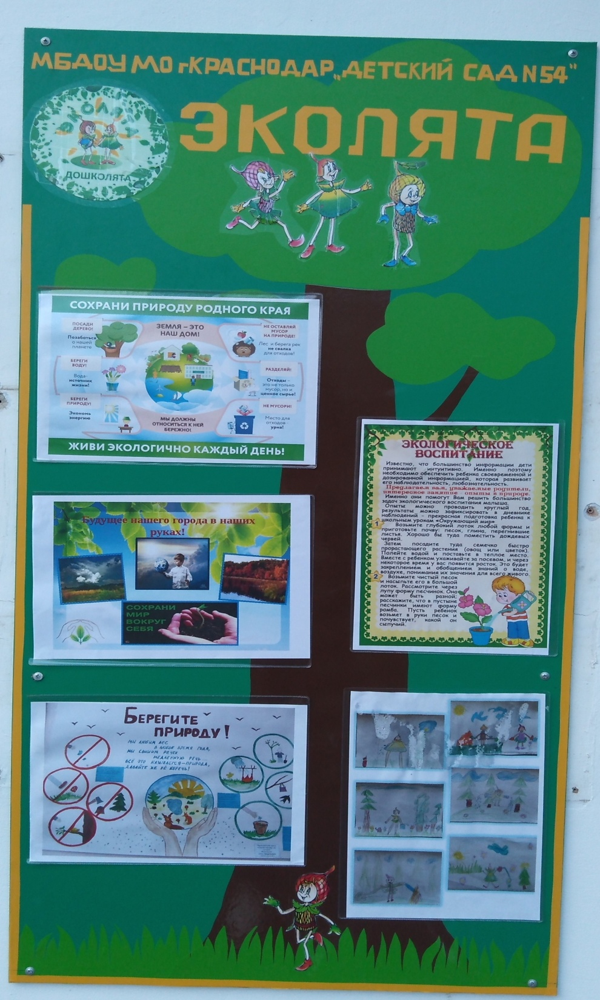 МБДОУ МО гКРАСНОДАР „ДЕТСКИЙ САД N54"
ЭКОЛЯТА
ЭКОЛЯТА
ДОШКОЛЯТА
СОХРАНИ ПРИРОДУ РОДНОГО КРАЯ
ПОСАДИ
ДЕРЕВО!
Позаботься
о нашей
планете
БЕРЕГИ
ВОДУ!
Вода-
источник
жизни!
БЕРЕГИ
ПРИРОДУ!
Экономь
энергию
ЗЕМЛЯ – ЭТО
НАШ ДОМ!
МЫ ДОЛЖНЫ
ОТНОСИТЬСЯ К НЕЙ
БЕРЕЖНО!
НЕ ОСТАВЛЯЙ
МУСОР
НА ПРИРОДЕ!
Лес и берега рек
не свалка
для отходов!
РАЗДЕЛЯЙ!
Отходы –
это не только
мусор, но и
ценное сырье!
НЕ МУСОРИ!
Место для
отходов
урна!
ЖИВИ ЭКОЛОГИЧНО КАЖДЫЙ ДЕНЬ!
Будущее нашего города в наших
руках!
СОХРАНИ
МИР
ВОКРУГ
СЕБЯ
ЭКОЛОГИЧЕСКОЕ
ВОСПИТАНИЕ
Известно, что большинство информации дети
принимают интуитивно. Именно поэтому
необходимо обеспечить ребенка своевременной и
дозированной информацией, которая развивает
его наблюдательность, любознательность.
Предлагаем вам, уважаемые родители,
интересное занятие - опыты в природе.
Именно они помогут Вам решить большинство
задач экологического воспитания малыша.
Опыты можно проводить круглый год,
результаты можно зафиксировать в дневнике
наблюдений – прекрасная подготовка ребенка к
школьным урокам «Окружающий мир»
1 Возьмите глубокий лоток любой формы и
приготовьте почву: песок, глина, перегнившие
листья. Хорошо бы туда поместить дождевых
червей.
Затем посадите туда семечко быстро
прорастающего растения (овощ или цветок).
Полейте водой и поставьте в теплое место.
Вместе с ребенком ухаживайте за посевом, и через
некоторое время у вас появится росток. Это будет
закреплением и обобщением знаний о воде,
воздухе, понимания их значения для всего живого.
2 Возьмите чистый песок
и насыпьте его в большой
лоток. Рассмотрите через
лупу форму песчинок. Она
может быть разной;
расскажите, что в пустыне
песчинки имеют форму
ромба. Пусть ребенок
возьмет в руки песок и
почувствует, какой он
сыпучий.
БЕРЕГИТЕ
ПРИРОДУ!
МЫ ЛЮБИМ ЛЕС
В ЛЮБОЕ ВРЕМЯ ГОДА,
МЫ СЛЫШИМ РЕЧЕК
МЕДЛЕННУЮ РЕЧЬ...
ВСЁ ЭТО НАЗЫВАЕТСЯ–ПРИРОДА,
ДАВАЙТЕ ЖЕ ЕЁ БЕРЕЧЬ!